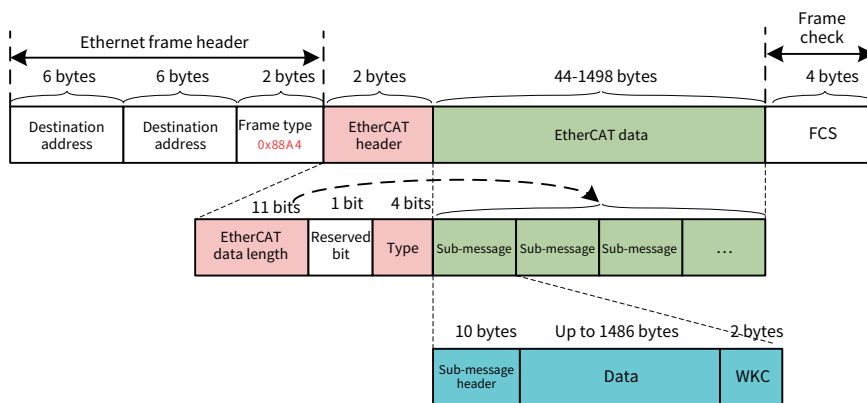 Frame
Ethernet frame header
check
6 bytes
6 bytes
2 bytes
2 bytes
44-1498 bytes
4 bytes
Destination
address
Destination
address
Frame type
0x88A4
EtherCAT
header
EtherCAT data
FCS
11 bits
1 bit
4 bits
EtherCAT
data length
Reserved
bit
Type
Sub-message
Sub-message
Sub-message
...
10 bytes
Up to 1486 bytes
2 bytes
Sub-message
header
Data
WKC